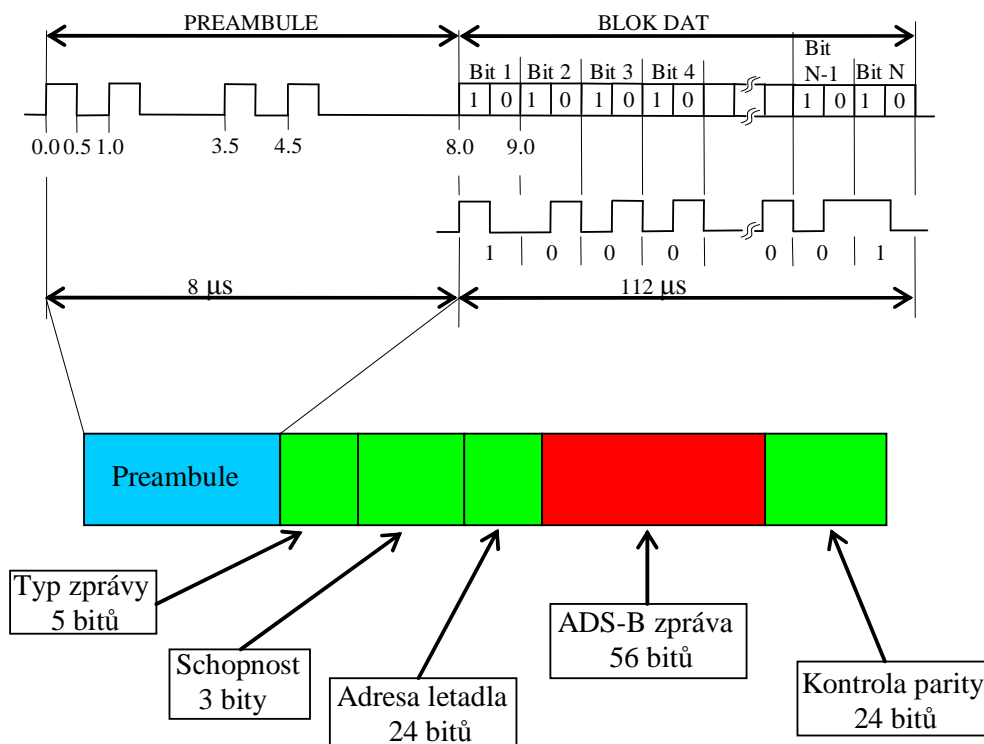 PREAMBULE
BLOK DAT
Bit 1 Bit 2 Bit 3 Bit 4
Bit
N-1 Bit N
1 0 1 0 1 0 1 0 1 0 1 0
0.0 0.5 1.0 3.5 4.5 8.0 9.0
1 0 0 0 0 0 1
8 μs
112 μs
Preambule
Typ zprávy
5 bitů
Schopnost
3 bity
Adresa letadla
24 bitů
ADS-B zpráva
56 bitů
Kontrola parity
24 bitů